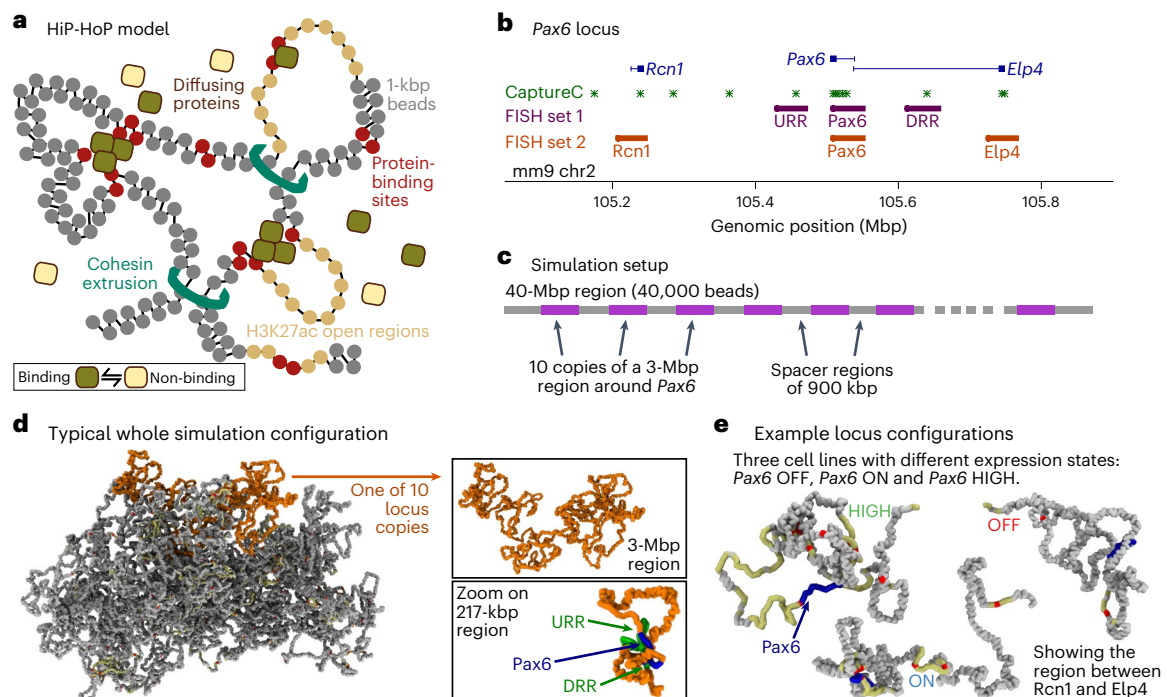 a
HiP-HoP model
Diffusing
proteins
1-kbp
beads
Protein-
binding
sites
Cohesin
extrusion
H3K27ac open regions
Binding
Non-binding
b
Pax6 locus
Pax6
Rcn1
Elp4
CaptureC
FISH set 1
URR
Pax6
DRR
FISH set 2
Rcn1
Pax6
Elp4
mm9 chr2
105.2
105.4
105.6
105.8
Genomic position (Mbp)
c
Simulation setup
40-Mbp region (40,000 beads)
10 copies of a 3-Mbp
region around Pax6
Spacer regions
of 900 kbp
d
Typical whole simulation configuration
One of 10
locus
copies
3-Mbp
region
Zoom on
217-kbp
region
URR
Pax6
DRR
e
Example locus configurations
Three cell lines with different expression states:
Pax6 OFF, Pax6 ON and Pax6 HIGH.
HIGH
OFF
Pax6
ON
Showing the
region between
Rcn1 and Elp4